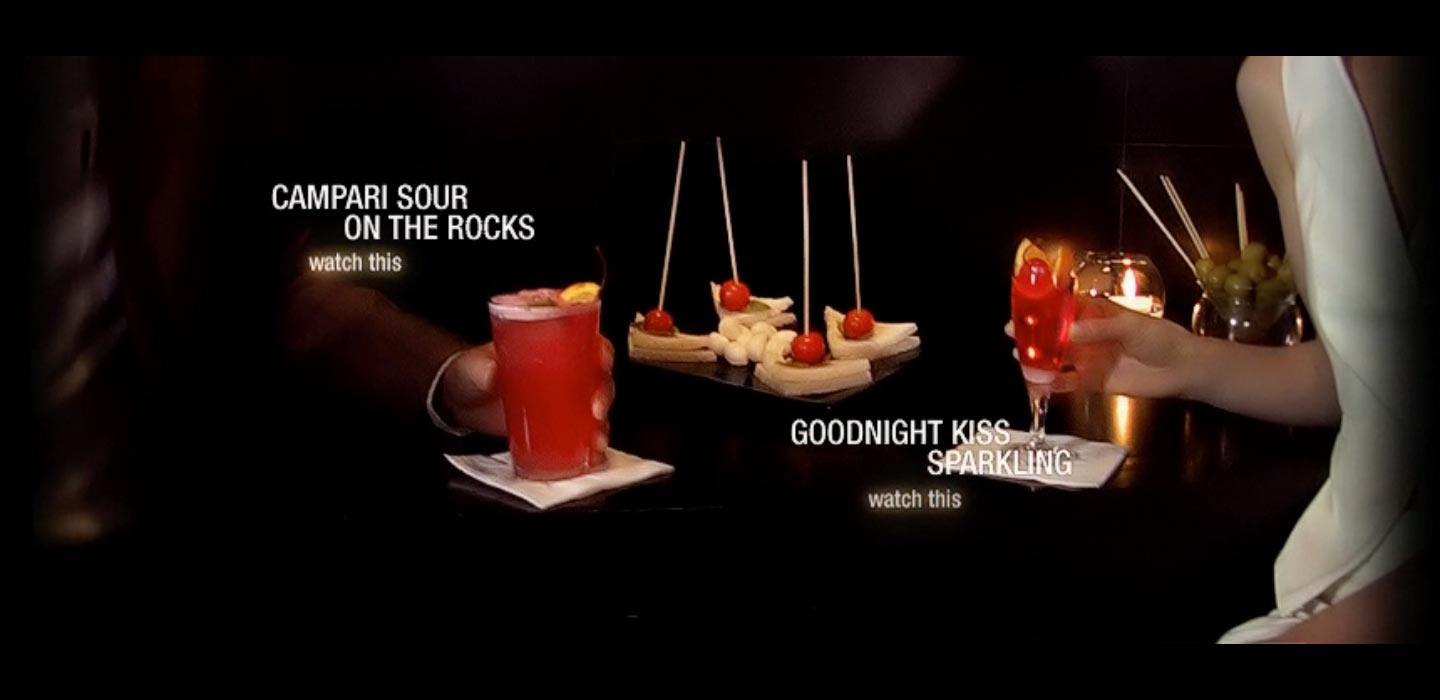 CAMPARI SOUR
ON THE ROCKS
watch this
GOODNIGHT KISS
SPARKLING
watch this